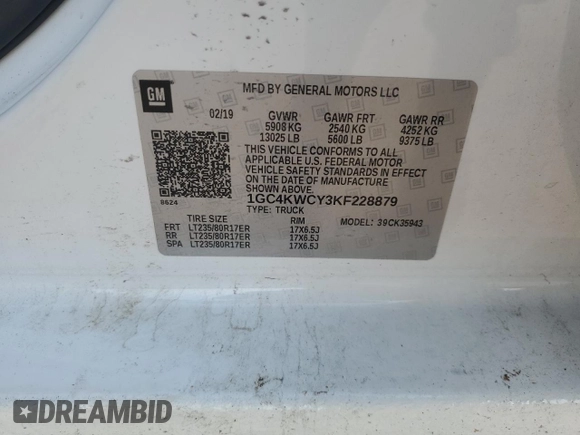 GM
MFD BY GENERAL MOTORS LLC
02/19 GVWR GAWR FRT GAWR RR
5908 KG 2540 KG 4252 KG
13025 LB 5600 LB 9375 LB
THIS VEHICLE CONFORMS TO ALL
APPLICABLE U.S. FEDERAL MOTOR
VEHICLE SAFETY STANDARDS IN EFFECT
ON THE DATE OF MANUFACTURE
SHOWN ABOVE.
8624
1GC4KWCY3KF228879
TYPE: TRUCK MODEL: 39CK35943
TIRE SIZE RIM
FRT LT235/80R17ER 17X6.5J
RR LT235/80R17ER 17X6.5J
SPA LT235/80R17ER 17X6.5J
DREAMBID